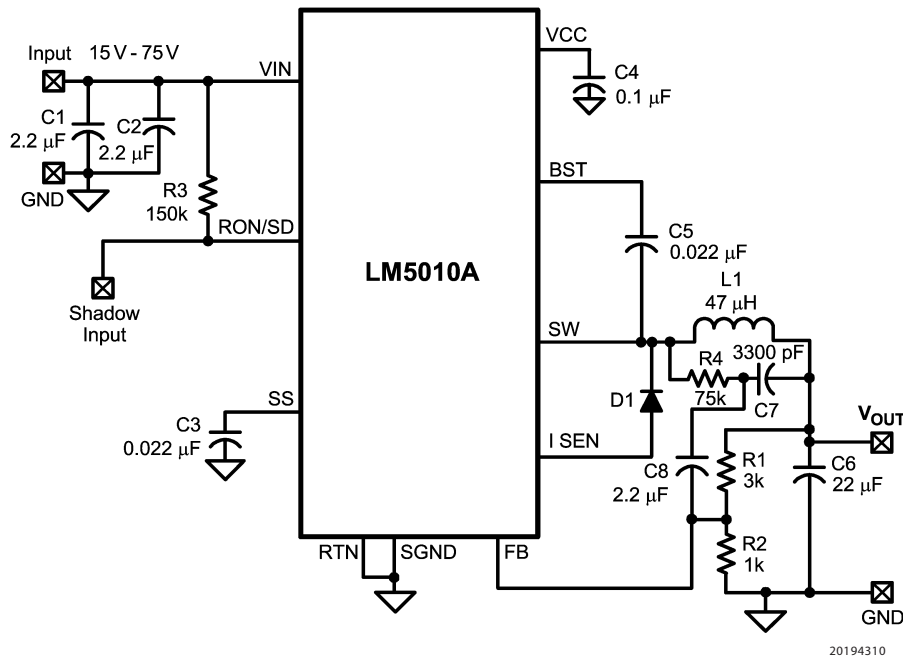 VCC
Input 15V - 75V
VIN
C4
0.1 µF
C1
2.2 µF
C2
2.2 µF
GND
R3
150k
BST
RON/SD
C5
0.022 µF
LM5010A
L1
47 µH
Shadow
Input
SW
3300 pF
R4
75k
C7
D1
SS
C3
0.022 µF
VOUT
I SEN
C8
2.2 µF
R1
3k
C6
22 µF
RTN
SGND
FB
R2
1k
GND
20194310